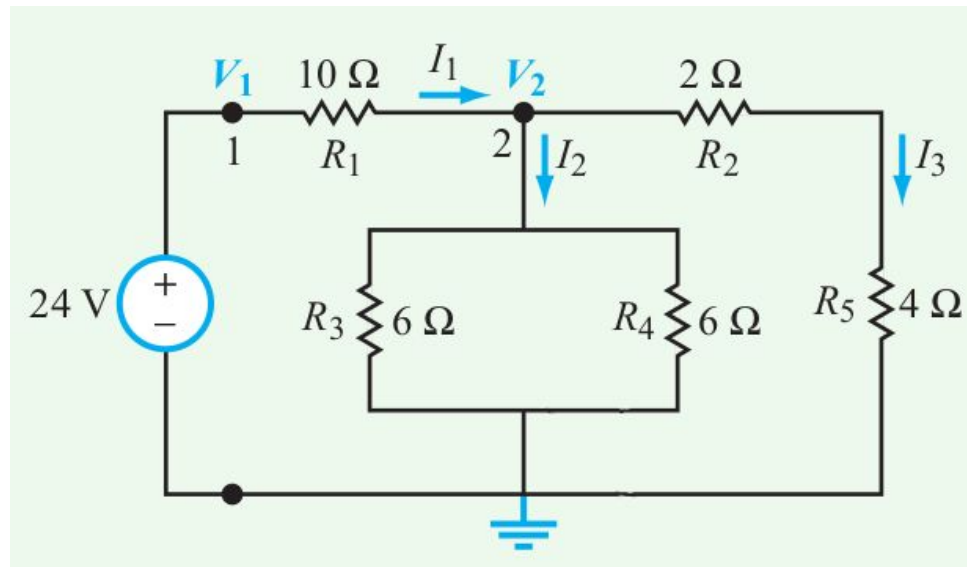 V₁ 10 Ω I₁ V₂ 2 Ω
1 R₁ 2 I₂ R₂ I₃
24 V + − R₃ 6 Ω R₄ 6 Ω R₅ 4 Ω